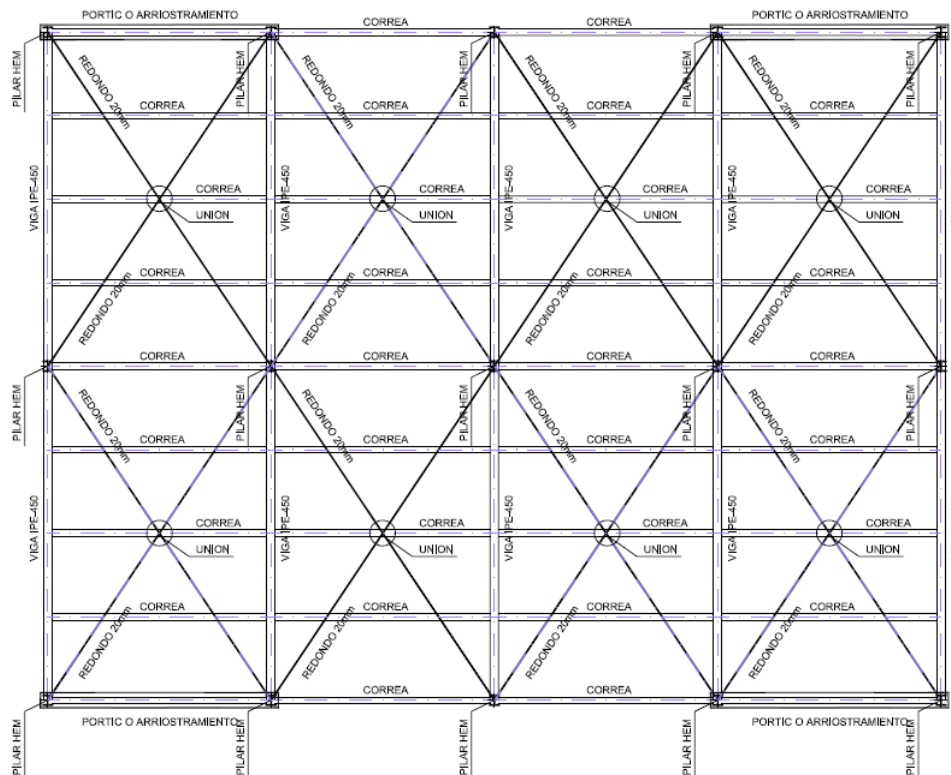 PORTIC O ARRIOSTRAMIENTO
CORREA
CORREA
PORTIC O ARRIOSTRAMIENTO
PILAR HEM
REDONDO 20mm
PILAR HEM
REDONDO 20mm
PILAR HEM
REDONDO 20mm
PILAR HEM
REDONDO 20mm
PILAR HEM
CORREA
CORREA
CORREA
CORREA
VIGA IPE-450
CORREA
VIGA IPE-450
CORREA
VIGA IPE-450
CORREA
VIGA IPE-450
CORREA
UNION
UNION
UNION
UNION
CORREA
CORREA
CORREA
CORREA
REDONDO 20mm
REDONDO 20mm
REDONDO 20mm
REDONDO 20mm
CORREA
CORREA
CORREA
CORREA
PILAR HEM
REDONDO 20mm
PILAR HEM
REDONDO 20mm
PILAR HEM
REDONDO 20mm
PILAR HEM
REDONDO 20mm
PILAR HEM
CORREA
CORREA
CORREA
CORREA
VIGA IPE-450
CORREA
VIGA IPE-450
CORREA
VIGA IPE-450
CORREA
VIGA IPE-450
CORREA
UNION
UNION
UNION
UNION
CORREA
CORREA
CORREA
CORREA
REDONDO 20mm
REDONDO 20mm
REDONDO 20mm
REDONDO 20mm
CORREA
CORREA
PORTIC O ARRIOSTRAMIENTO
PORTIC O ARRIOSTRAMIENTO
PILAR HEM
PILAR HEM
PILAR HEM
PILAR HEM
PILAR HEM